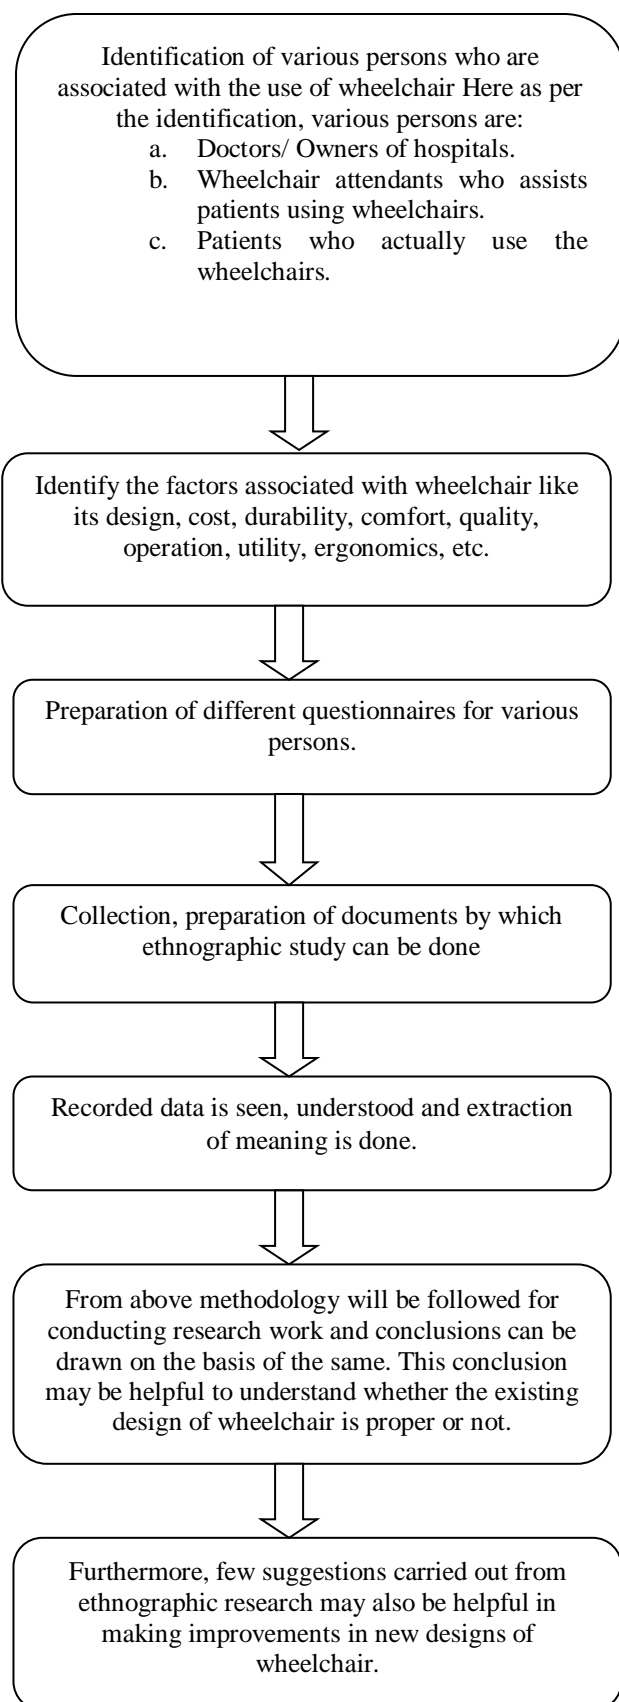 Identification of various persons who are
associated with the use of wheelchair Here as per
the identification, various persons are:
a. Doctors/ Owners of hospitals.
b. Wheelchair attendants who assists
patients using wheelchairs.
c. Patients who actually use the
wheelchairs.
Identify the factors associated with wheelchair like
its design, cost, durability, comfort, quality,
operation, utility, ergonomics, etc.
Preparation of different questionnaires for various
persons.
Collection, preparation of documents by which
ethnographic study can be done
Recorded data is seen, understood and extraction
of meaning is done.
From above methodology will be followed for
conducting research work and conclusions can be
drawn on the basis of the same. This conclusion
may be helpful to understand whether the existing
design of wheelchair is proper or not.
Furthermore, few suggestions carried out from
ethnographic research may also be helpful in
making improvements in new designs of
wheelchair.